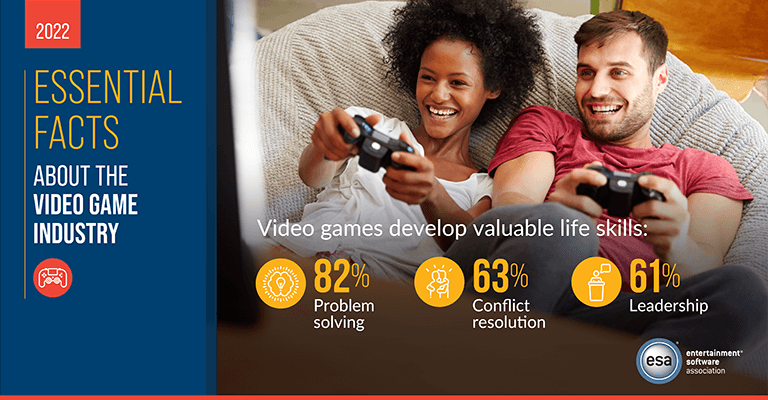 2022
ESSENTIAL
FACTS
ABOUT THE
VIDEO GAME
INDUSTRY
Video games develop valuable life skills:
82%
Problem
solving
63%
Conflict
resolution
61%
Leadership
esa
entertainment®
software
association